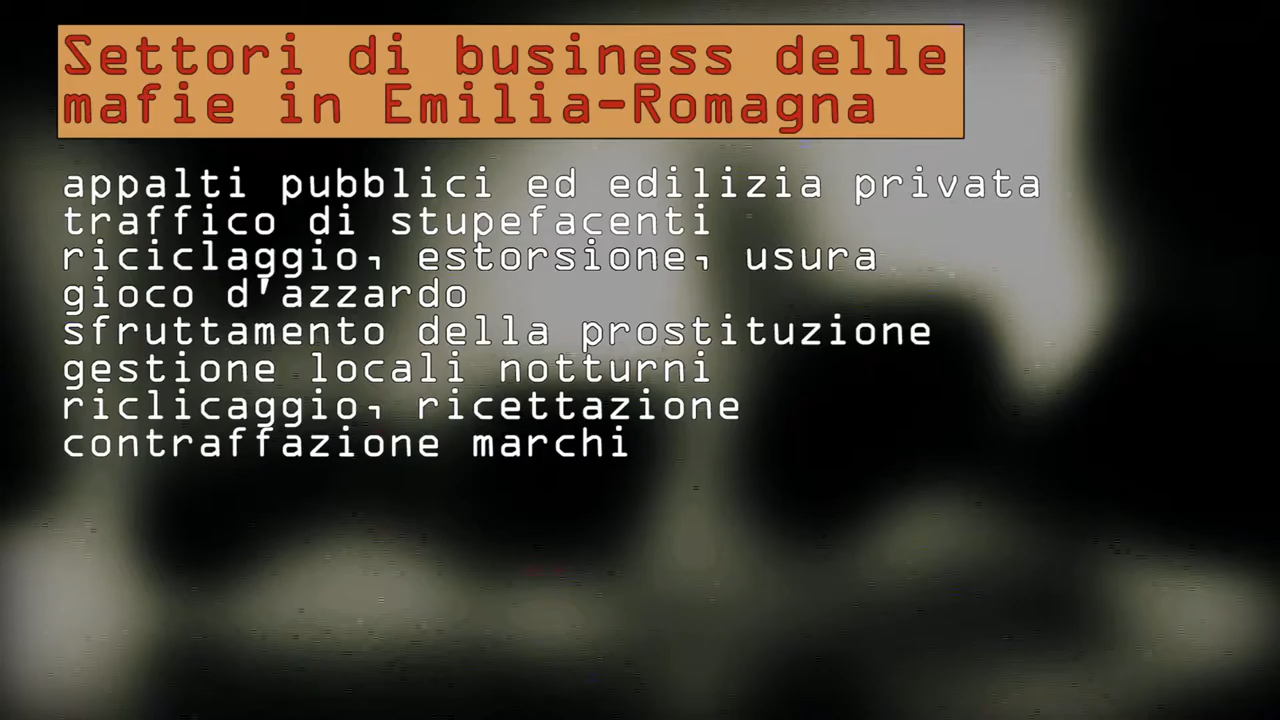 Settori di business delle
mafie in Emilia-Romagna
appalti pubblici ed edilizia privata
traffico di stupefacenti
riciclaggio, estorsione, usura
gioco d'azzardo
sfruttamento della prostituzione
gestione locali notturni
riclicaggio, ricettazione
contraffazione marchi